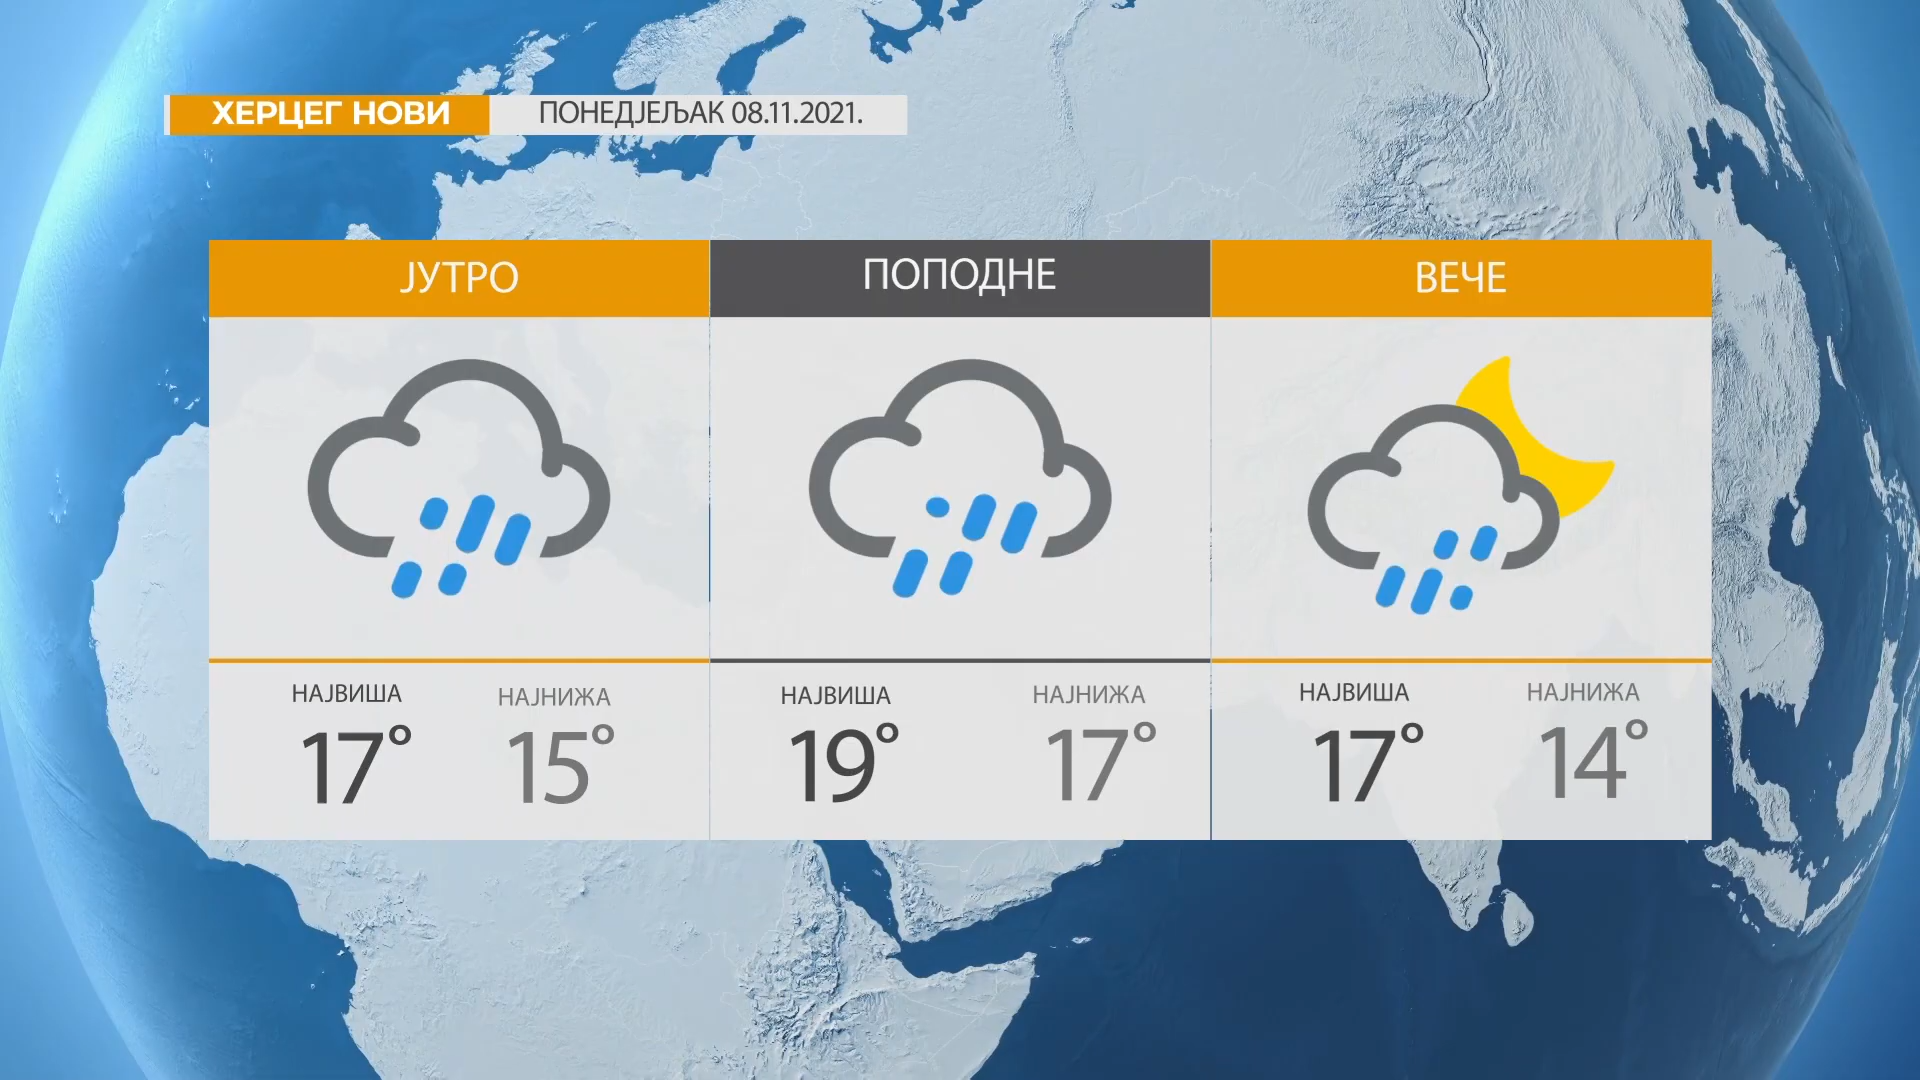 ХЕРЦЕГ НОВИ ПОНЕДЈЕЉАК 08.11.2021.
ЈУТРО ПОПОДНЕ ВЕЧЕ
НАЈВИША НАЈНИЖА НАЈВИША НАЈНИЖА НАЈВИША НАЈНИЖА
17° 15° 19° 17° 17° 14°